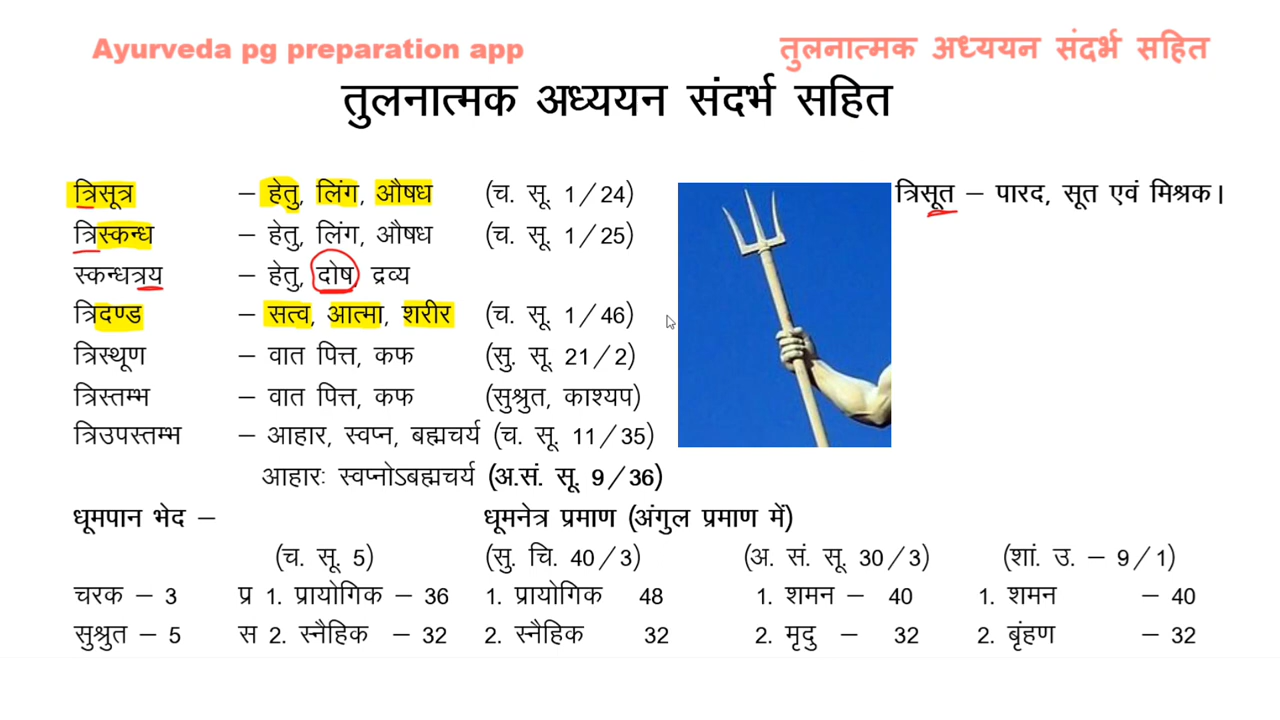 Ayurveda pg preparation app तुलनात्मक अध्ययन संदर्भ सहित
तुलनात्मक अध्ययन संदर्भ सहित
त्रिसूत्र – हेतु, लिंग, औषध (च. सू. 1/24) त्रिसूत – पारद, सूत एवं मिश्रक।
त्रिस्कन्ध – हेतु, लिंग, औषध (च. सू. 1/25)
स्कन्धत्रय – हेतु, दोष, द्रव्य
त्रिदण्ड – सत्व, आत्मा, शरीर (च. सू. 1/46)
त्रिस्थूण – वात पित्त, कफ (सु. सू. 21/2)
त्रिस्तम्भ – वात पित्त, कफ (सुश्रुत, काश्यप)
त्रिउपस्तम्भ – आहार, स्वप्न, बह्मचर्य (च. सू. 11/35)
आहारः स्वप्नोऽबह्मचर्य (अ.सं. सू. 9/36)
धूमपान भेद – धूमनेत्र प्रमाण (अंगुल प्रमाण में)
(च. सू. 5) (सु. चि. 40/3) (अ. सं. सू. 30/3) (शां. उ. – 9/1)
चरक – 3 प्र 1. प्रायोगिक – 36 1. प्रायोगिक 48 1. शमन – 40 1. शमन – 40
सुश्रुत – 5 स 2. स्नैहिक – 32 2. स्नैहिक 32 2. मृदु – 32 2. बृंहण – 32